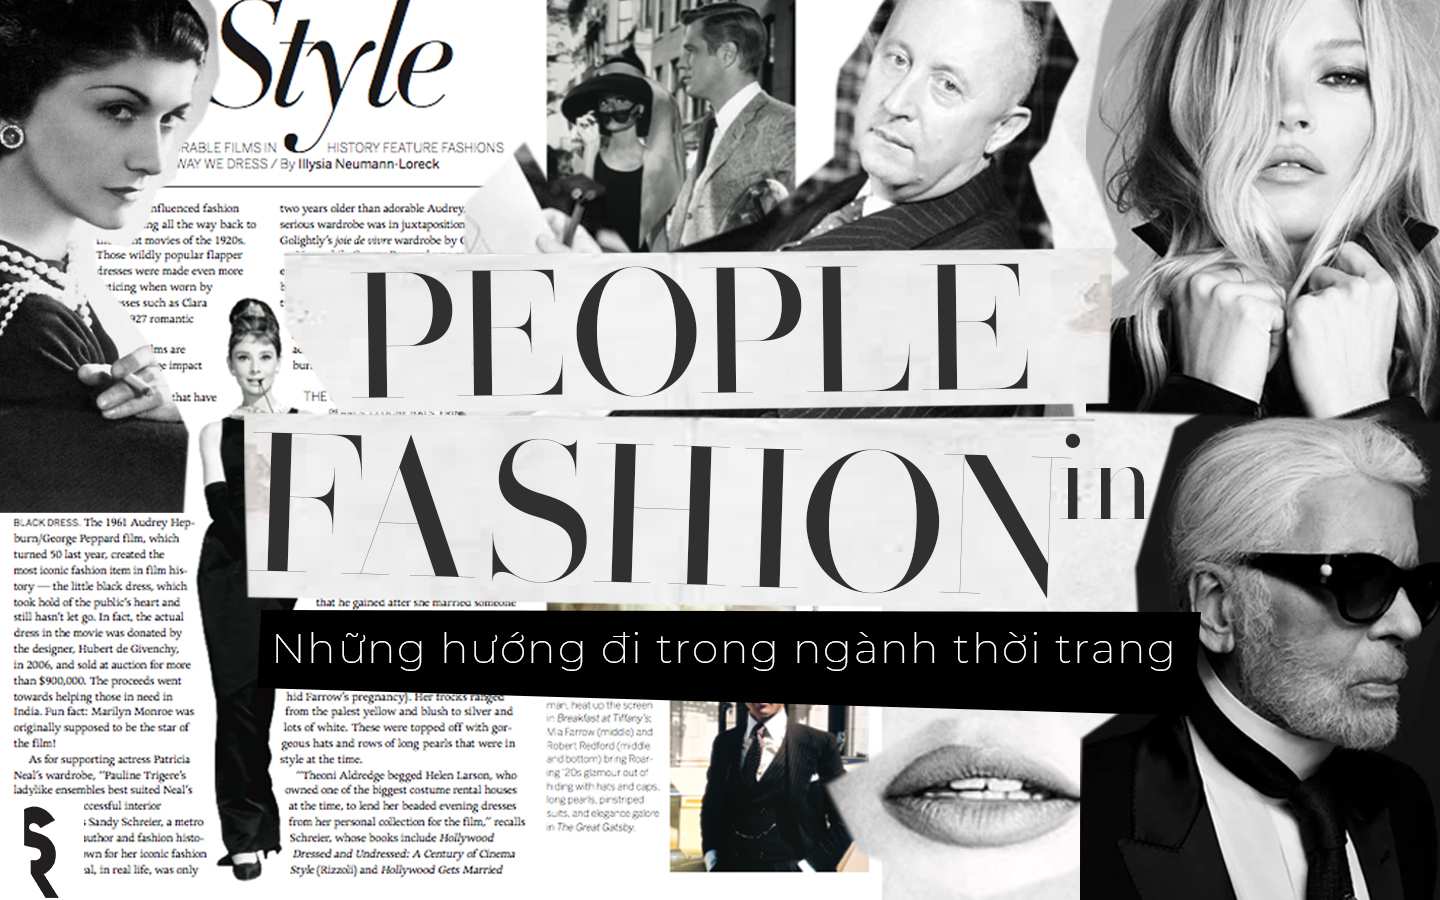 Style
RABLE FILMS IN HISTORY FEATURE FASHIONS
WAY WE DRESS / By Illysia Neumann-Loreck
nfluenced fashion
ng all the way back to
movies of the 1920s.
Those wildly popular flapper
dresses were made even more
ticing when worn by
sses such as Clara
927 romantic
lms are
impact
that have
two years older than adorable Audrey,
serious wardrobe was in juxtaposition
Golightly's joie de vivre wardrobe by
THE
PEOPLE
FASHION in
Những hướng đi trong ngành thời trang
BLACK DRESS. The 1961 Audrey Hep-
burn/George Peppard film, which
turned 50 last year, created the
most iconic fashion item in film his-
tory — the little black dress, which
took hold of the public's heart and
still hasn't let go. In fact, the actual
dress in the movie was donated by
the designer, Hubert de Givenchy,
in 2006, and sold at auction for more
than $900,000. The proceeds went
towards helping those in need in
India. Fun fact: Marilyn Monroe was
originally supposed to be the star of
the film!
As for supporting actress Patricia
Neal's wardrobe, "Pauline Trigere's
ladylike ensembles best suited Neal's
ccessful interior
Sandy Schreier, a metro
author and fashion histo-
wn for her iconic fashion
al, in real life, was only
that he gained after she married someone
hid Farrow's pregnancy). Her frocks ranged
from the palest yellow and blush to silver and
lots of white. These were topped off with gor-
geous hats and rows of long pearls that were in
style at the time.
"Theoni Aldredge begged Helen Larson, who
owned one of the biggest costume rental houses
at the time, to lend her beaded evening dresses
from her personal collection for the film," recalls
Schreier, whose books include Hollywood
Dressed and Undressed: A Century of Cinema
Style (Rizzoli) and Hollywood Gets Married
man, heat up the screen
in Breakfast at Tiffany's;
Mia Farrow (middle) and
Robert Redford (middle
and bottom) bring Roar-
ing '20s glamour out of
hiding with hats and caps,
long pearls, pinstriped
suits, and elegance galore
in The Great Gatsby.
SR